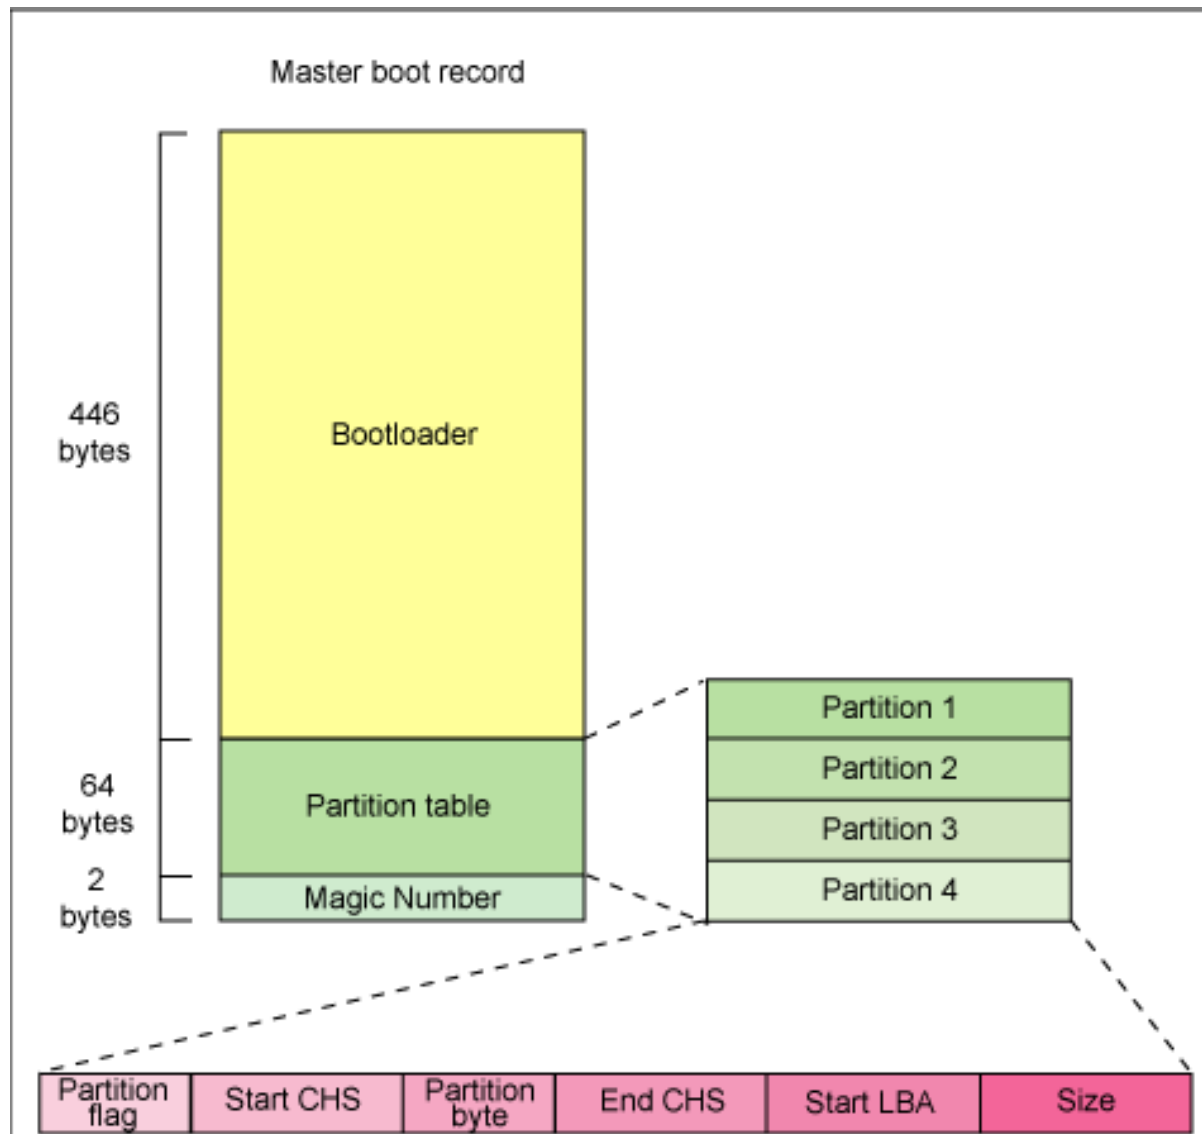 Master boot record
446
bytes
Bootloader
64
bytes
Partition table
2
bytes
Magic Number
Partition 1
Partition 2
Partition 3
Partition 4
Partition
flag
Start CHS
Partition
byte
End CHS
Start LBA
Size